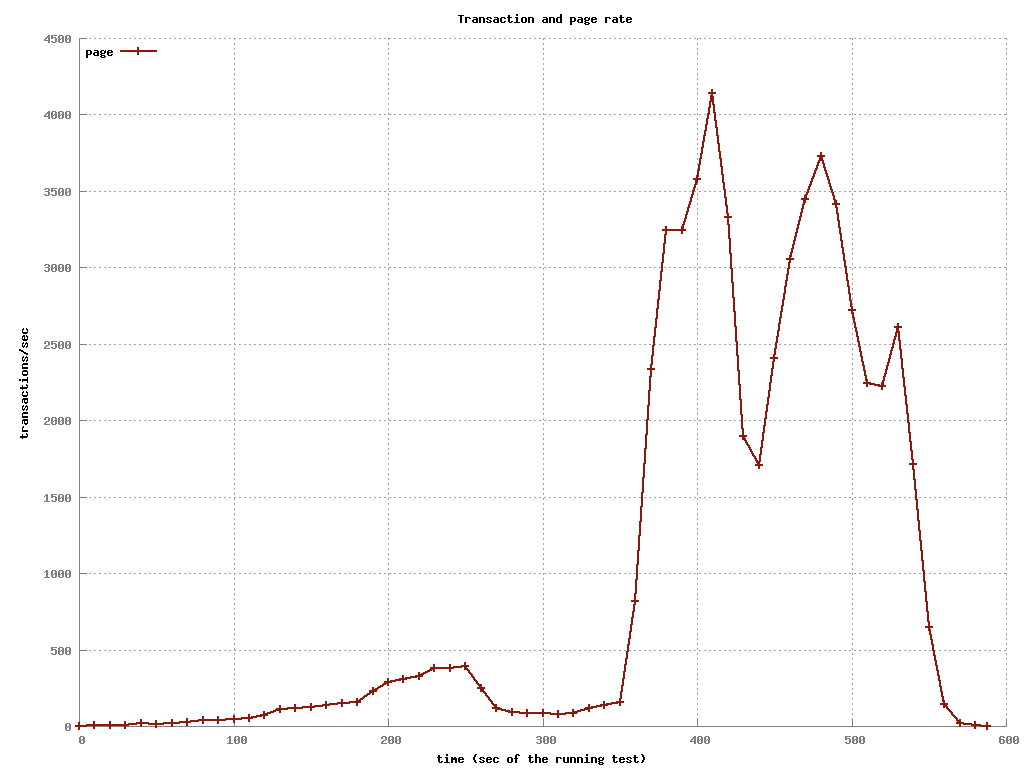 Transaction and page rate
page
4500
4000
3500
3000
2500
2000
1500
1000
500
0
transactions/sec
0 100 200 300 400 500 600
time (sec of the running test)